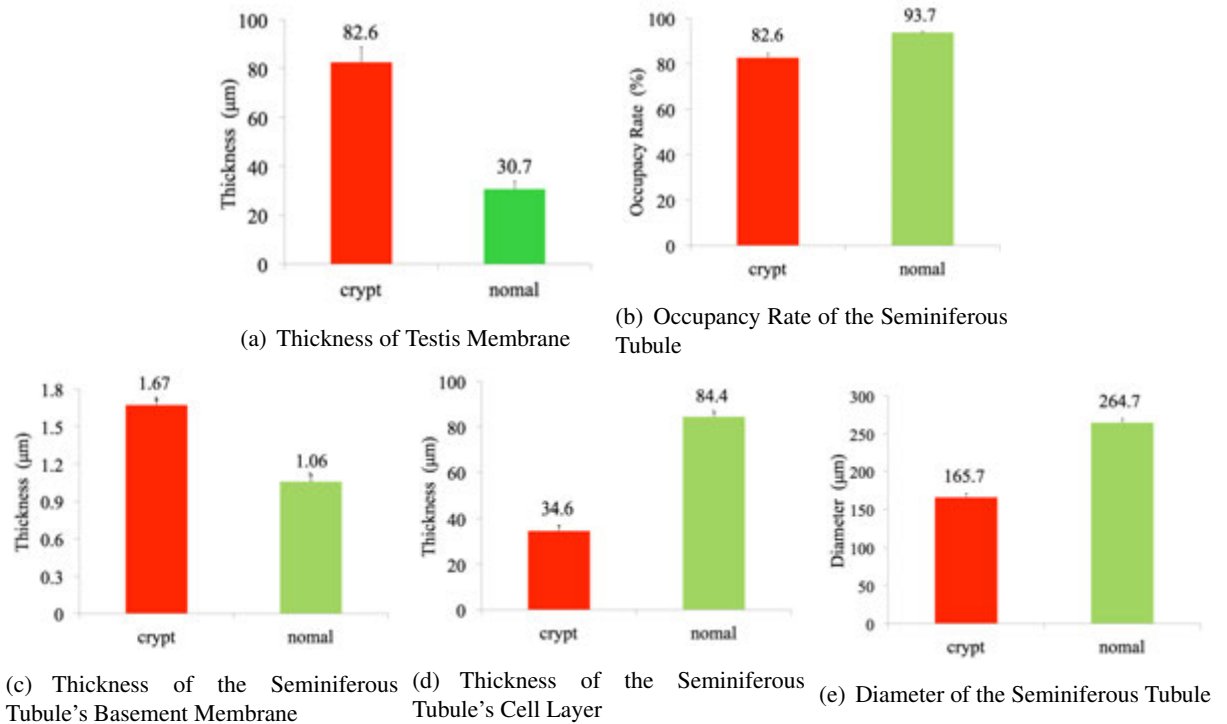 100
80
60
40
20
0
Thickness (μm)
82.6
30.7
crypt nomal
(a) Thickness of Testis Membrane
100
80
60
40
20
0
Occupacy Rate (%)
82.6
93.7
crypt nomal
(b) Occupancy Rate of the Seminiferous
Tubule
1.8
1.5
1.2
0.9
0.6
0.3
0
Thickness (μm)
1.67
1.06
crypt nomal
(c) Thickness of the Seminiferous
Tubule's Basement Membrane
100
80
60
40
20
0
Thickness (μm)
34.6
84.4
crypt nomal
(d) Thickness of the Seminiferous
Tubule's Cell Layer
300
250
200
150
100
50
0
Diameter (μm)
165.7
264.7
crypt nomal
(e) Diameter of the Seminiferous Tubule